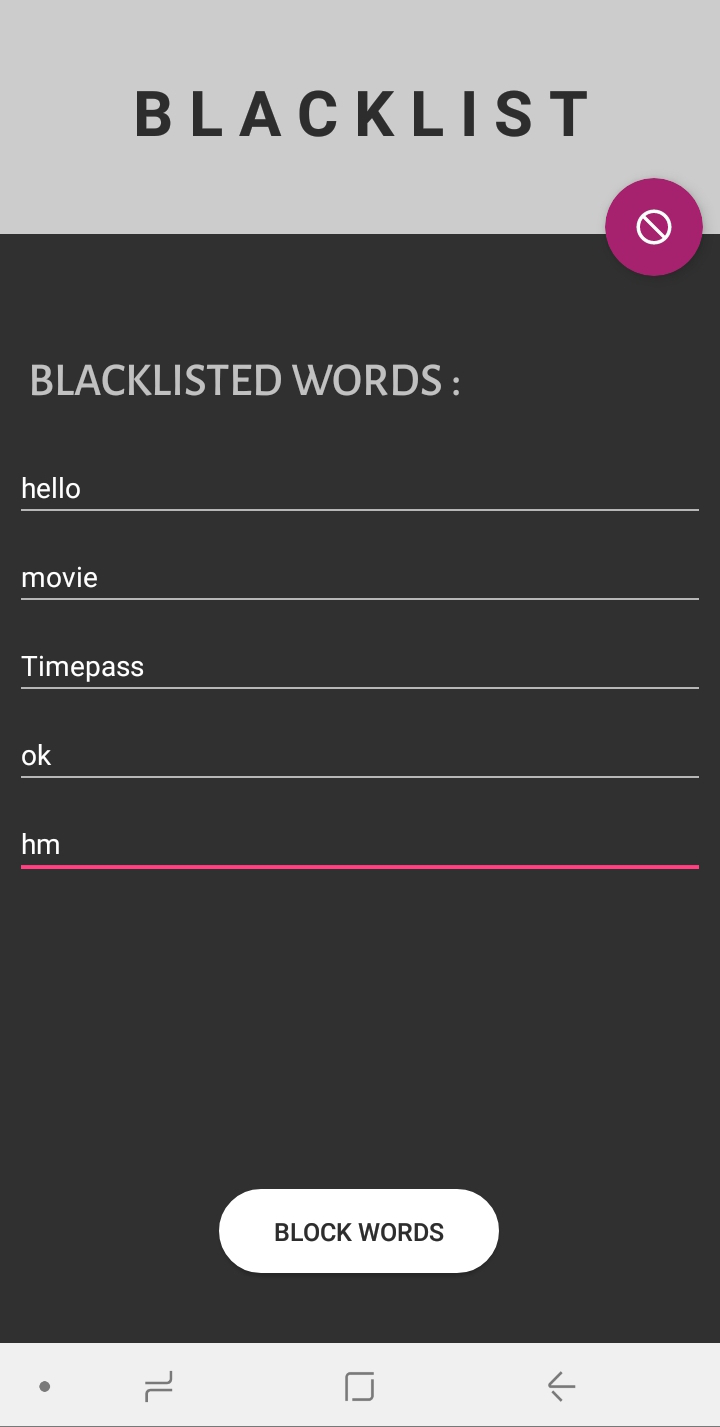 BLACKLIST
BLACKLISTED WORDS :
hello
movie
Timepass
ok
hm
BLOCK WORDS